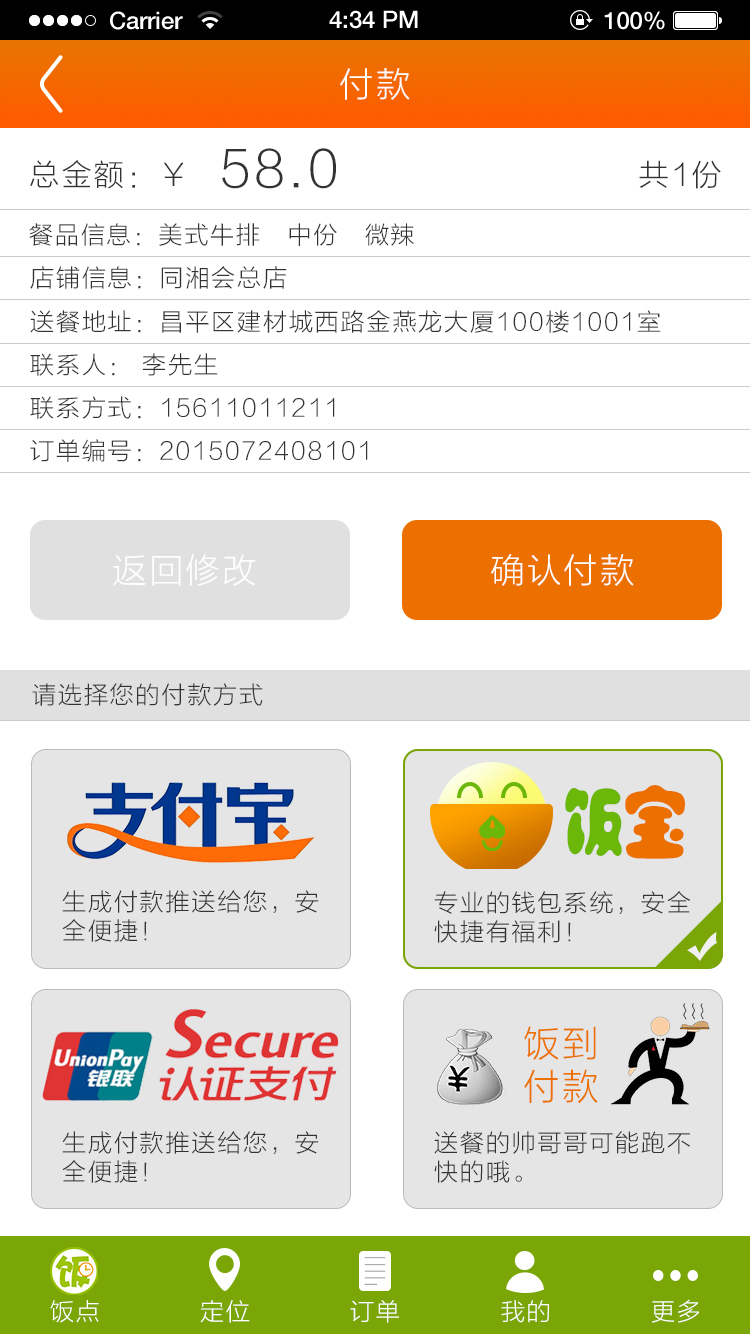 Carrier 4:34 PM 100%
付款
总金额：￥ 58.0 共1份
餐品信息：美式牛排 中份 微辣
店铺信息：同湘会总店
送餐地址：昌平区建材城西路金燕龙大厦100楼1001室
联系人： 李先生
联系方式：15611011211
订单编号：2015072408101
返回修改 确认付款
请选择您的付款方式
支付宝
生成付款推送给您，安
全便捷！
饭宝
专业的钱包系统，安全
快捷有福利！
UnionPay
银联
Secure
认证支付
生成付款推送给您，安
全便捷！
¥
饭到
付款
送餐的帅哥哥可能跑不
快的哦。
饭
饭点 定位 订单 我的 更多